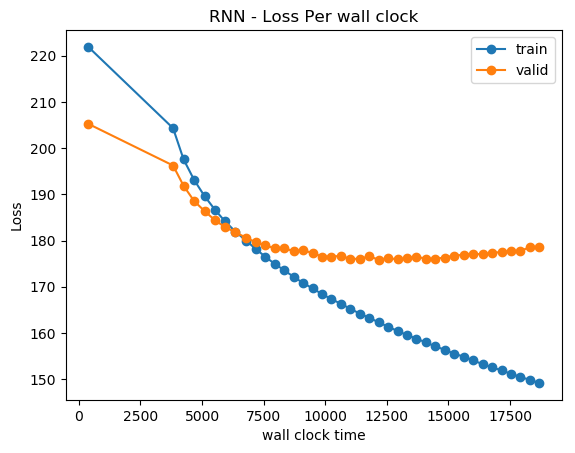 RNN - Loss Per wall clock
train
valid
Loss
220
210
200
190
180
170
160
150
0 2500 5000 7500 10000 12500 15000 17500
wall clock time